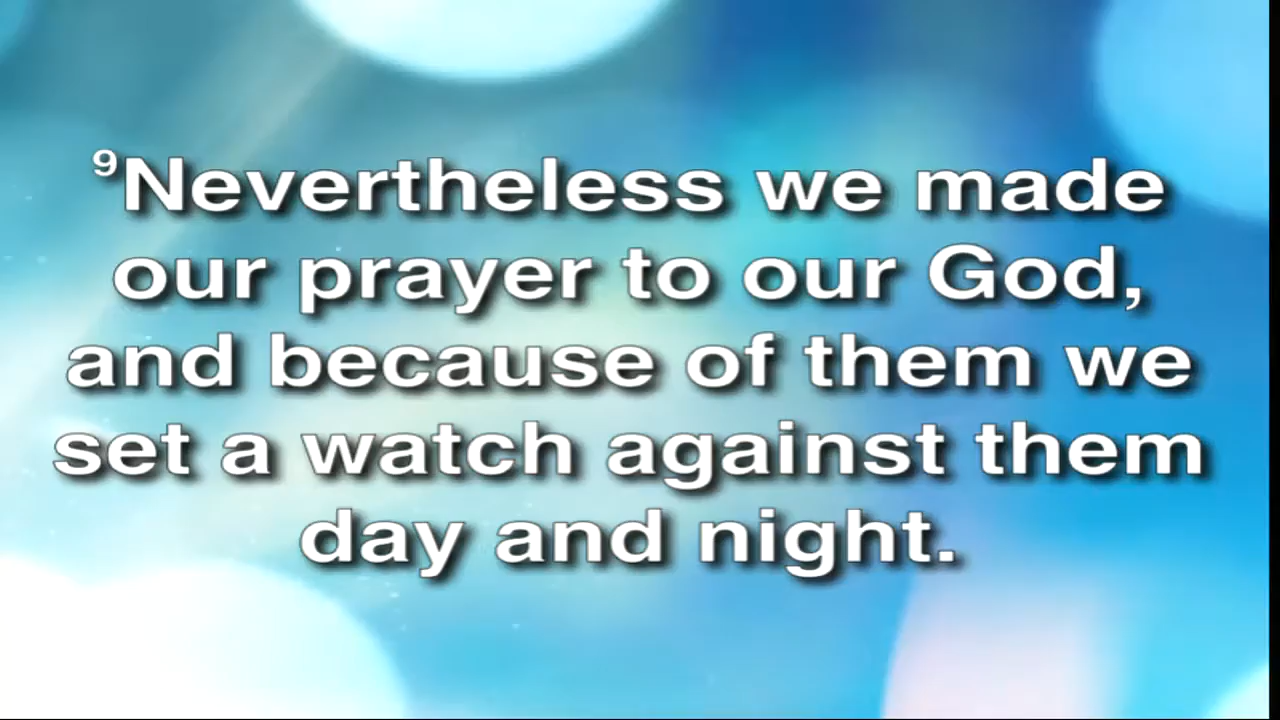 ⁹Nevertheless we made
our prayer to our God,
and because of them we
set a watch against them
day and night.